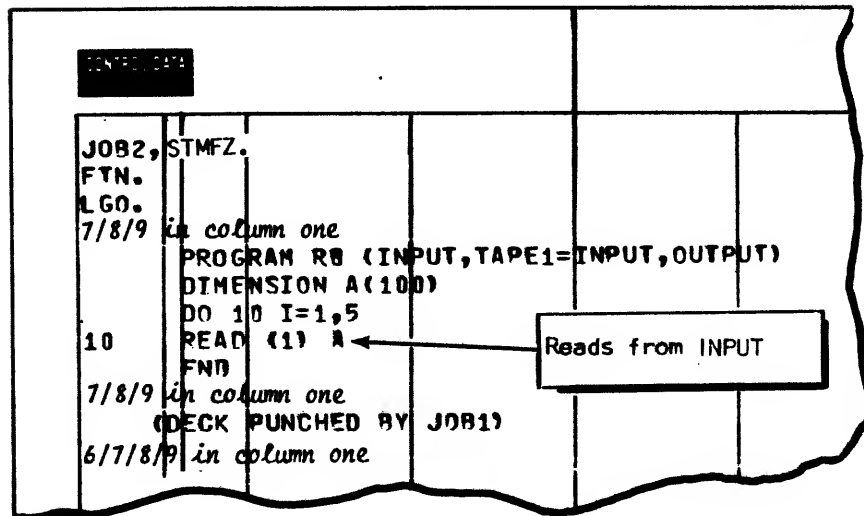 CONTROL DATA
JOB2,STMFZ.
FTN.
LGO.
7/8/9 in column one
PROGRAM RB (INPUT,TAPE1=INPUT,OUTPUT)
DIMENSION A(100)
DO 10 I=1,5
10 READ (1) A
Reads from INPUT
END
7/8/9 in column one
(DECK PUNCHED BY JOB1)
6/7/8/9 in column one